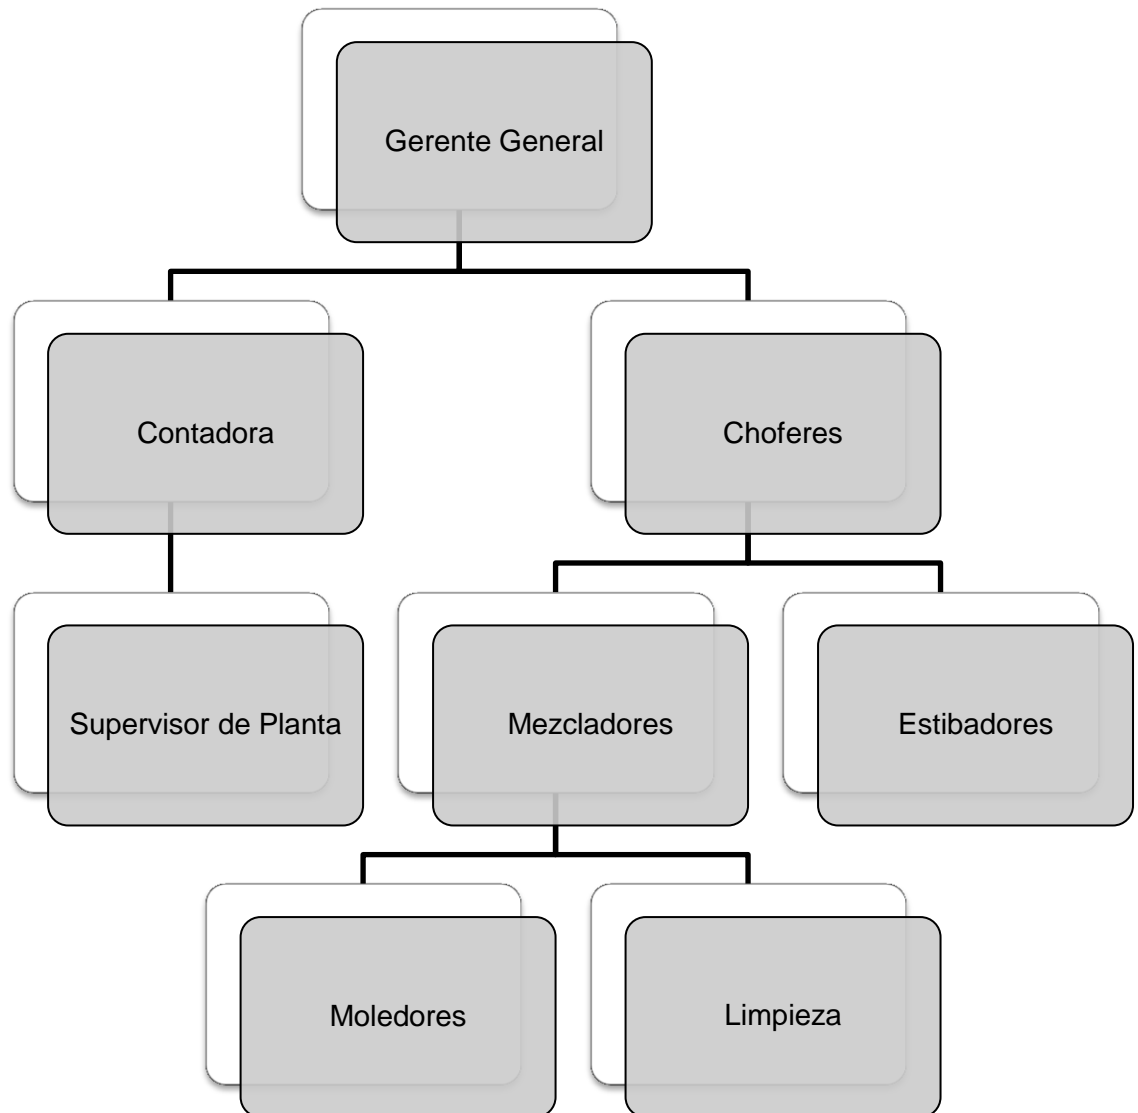 Gerente General
Contadora
Choferes
Supervisor de Planta
Mezcladores
Estibadores
Moledores
Limpieza